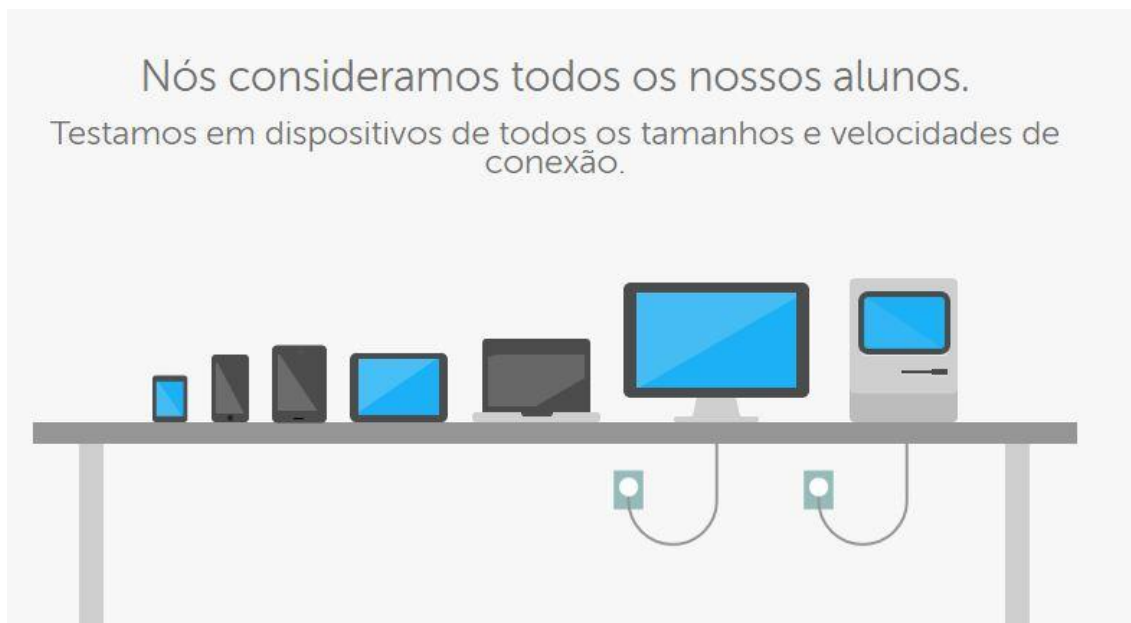 Nós consideramos todos os nossos alunos.
Testamos em dispositivos de todos os tamanhos e velocidades de
conexão.